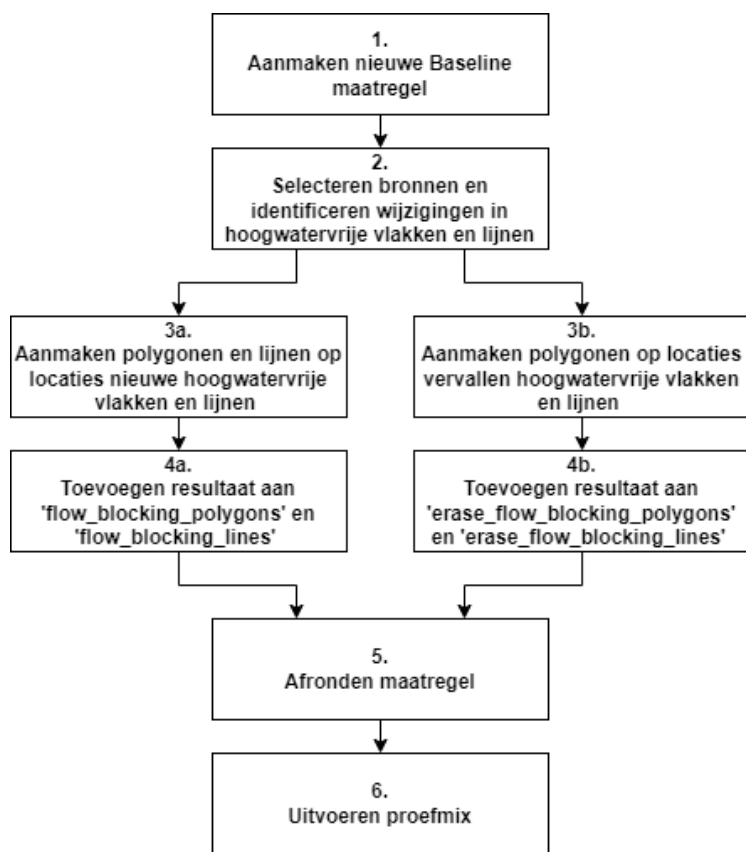 1.
Aanmaken nieuwe Baseline
maatregel
2.
Selecteren bronnen en
identificeren wijzigingen in
hoogwatervrije vlakken en lijnen
3a.
Aanmaken polygonen en lijnen op
locaties nieuwe hoogwatervrije
vlakken en lijnen
3b.
Aanmaken polygonen op locaties
vervallen hoogwatervrije vlakken
en lijnen
4a.
Toevoegen resultaat aan
'flow_blocking_polygons' en
'flow_blocking_lines'
4b.
Toevoegen resultaat aan
'erase_flow_blocking_polygons'
en 'erase_flow_blocking_lines'
5.
Afronden maatregel
6.
Uitvoeren proefmix